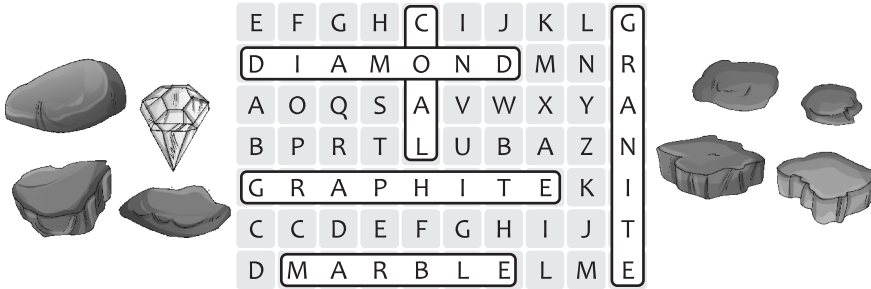 E F G H C I J K L G
D I A M O N D M N R
A O Q S A V W X Y A
B P R T L U B A Z N
G R A P H I T E K I
C C D E F G H I J T
D M A R B L E L M E